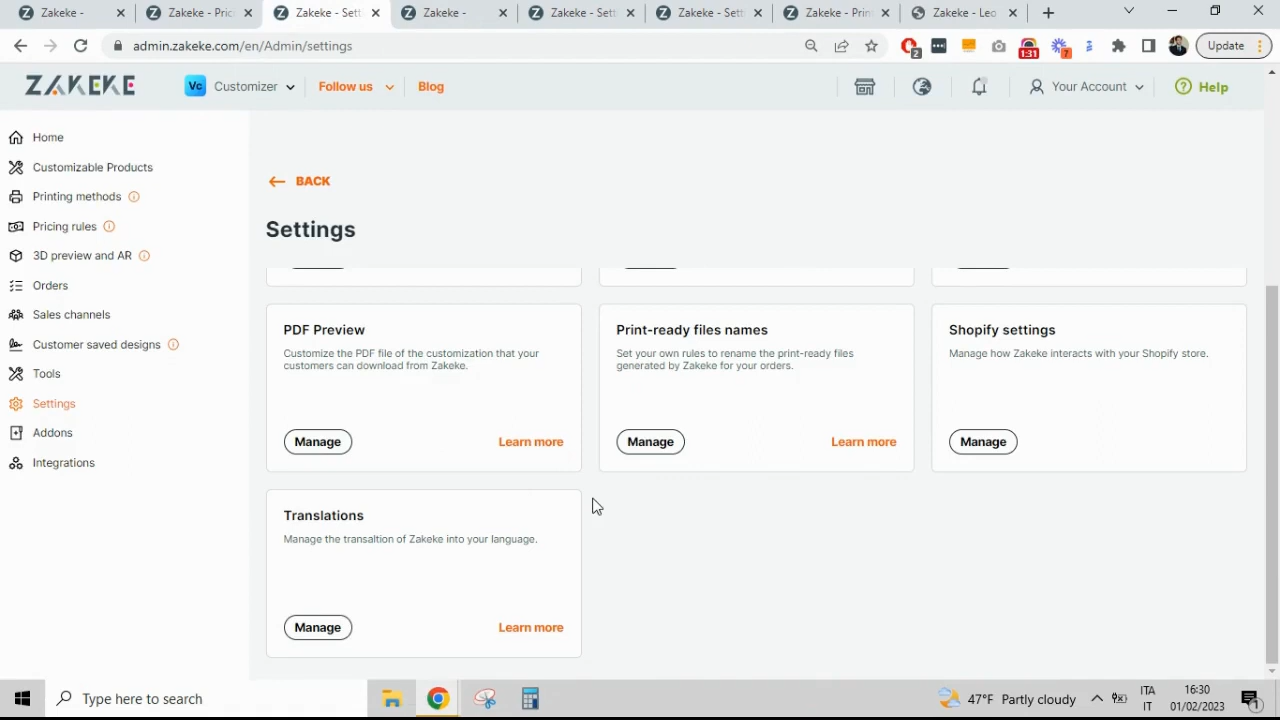 Zakeke -
Zakeke - Pric
Zakeke - Sett
Zakeke -
Zakeke - Sett
Zakeke - Sett
Zakeke - Prin
Zakeke - Leo
admin.zakeke.com/en/Admin/settings
2
1:31
7
Update
ZAKEKE
Vc Customizer
Follow us
Blog
Your Account
Help
Home
Customizable Products
Printing methods
Pricing rules
3D preview and AR
Orders
Sales channels
Customer saved designs
Tools
Settings
Addons
Integrations
BACK
Settings
PDF Preview
Customize the PDF file of the customization that your
customers can download from Zakeke.
Manage
Learn more
Print-ready files names
Set your own rules to rename the print-ready files
generated by Zakeke for your orders.
Manage
Learn more
Shopify settings
Manage how Zakeke interacts with your Shopify store.
Manage
Translations
Manage the transaltion of Zakeke into your language.
Manage
Learn more
Type here to search
47°F Partly cloudy
ITA
IT
16:30
01/02/2023
1